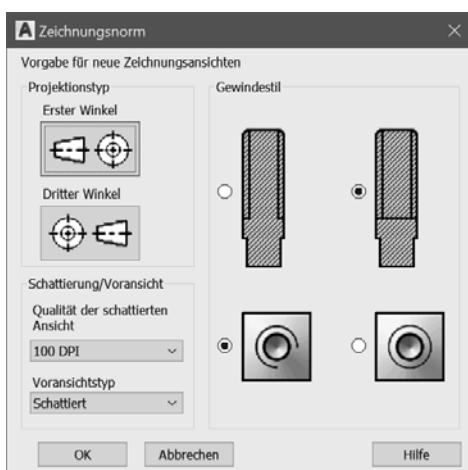 A Zeichnungsnorm
Vorgabe für neue Zeichnungsansichten
Projektionstyp
Erster Winkel
Dritter Winkel
Schattierung/Voransicht
Qualität der schattierten
Ansicht
100 DPI
Voransichtstyp
Schattiert
Gewindestil
OK
Abbrechen
Hilfe